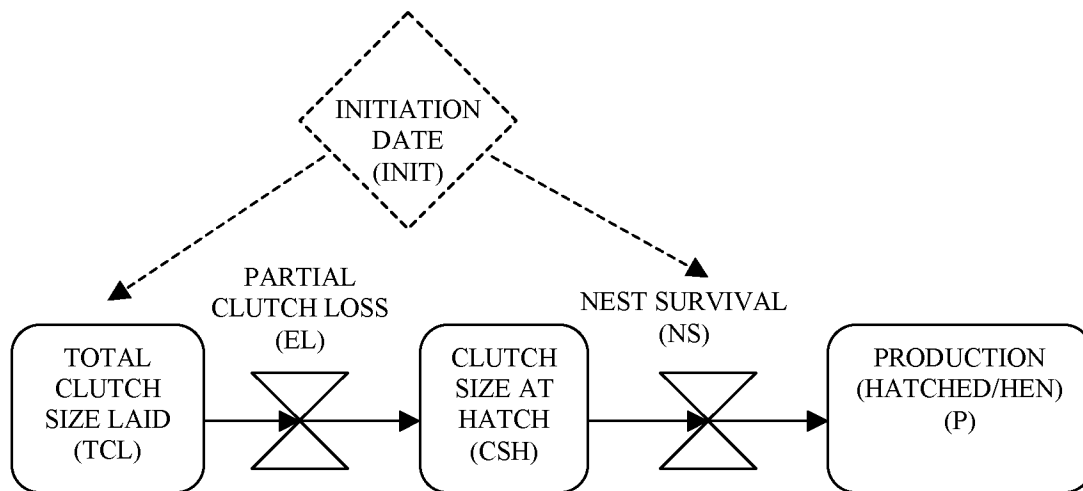 INITIATION
DATE
(INIT)
PARTIAL
CLUTCH LOSS
(EL)
NEST SURVIVAL
(NS)
TOTAL
CLUTCH
SIZE LAID
(TCL)
CLUTCH
SIZE AT
HATCH
(CSH)
PRODUCTION
(HATCHED/HEN)
(P)